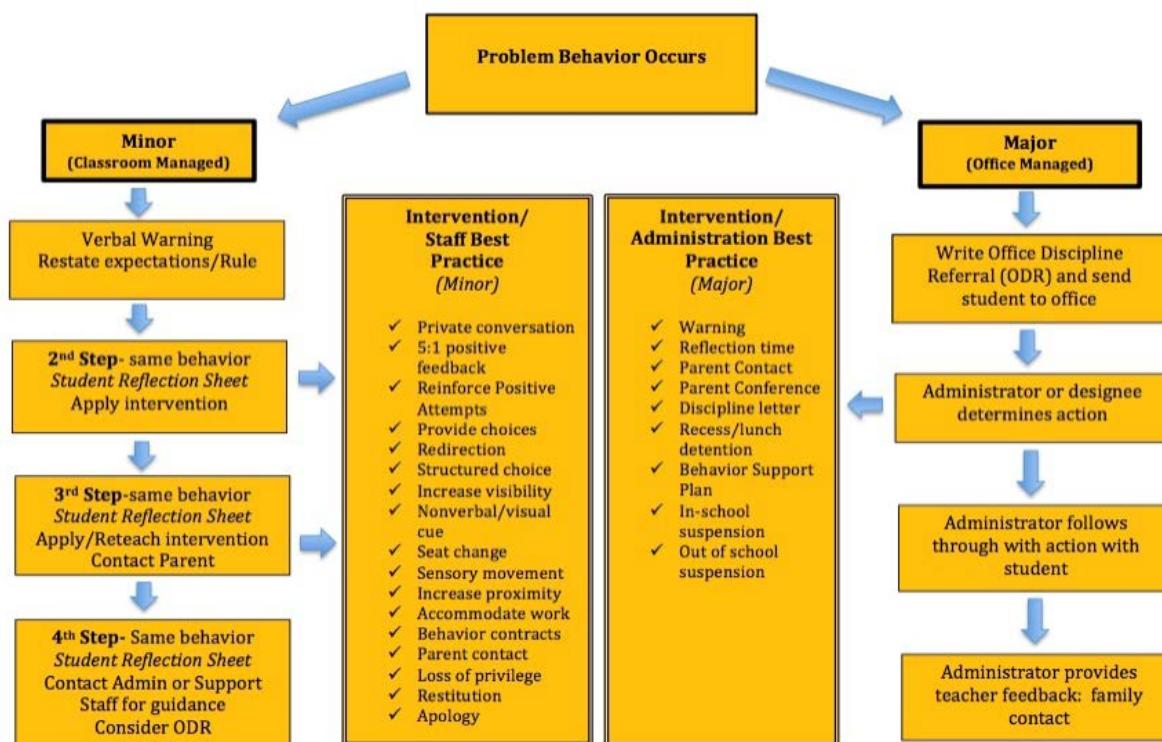 Problem Behavior Occurs
Minor
(Classroom Managed)
Verbal Warning
Restate expectations/Rule
2nd Step- same behavior
Student Reflection Sheet
Apply intervention
3rd Step-same behavior
Student Reflection Sheet
Apply/Reteach intervention
Contact Parent
4th Step- Same behavior
Student Reflection Sheet
Contact Admin or Support
Staff for guidance
Consider ODR
Intervention/
Staff Best
Practice
(Minor)
✓ Private conversation
✓ 5:1 positive
feedback
✓ Reinforce Positive
Attempts
✓ Provide choices
✓ Redirection
✓ Structured choice
✓ Increase visibility
✓ Nonverbal/visual
cue
✓ Seat change
✓ Sensory movement
✓ Increase proximity
✓ Accommodate work
✓ Behavior contracts
✓ Parent contact
✓ Loss of privilege
✓ Restitution
✓ Apology
Intervention/
Administration Best
Practice
(Major)
✓ Warning
✓ Reflection time
✓ Parent Contact
✓ Parent Conference
✓ Discipline letter
✓ Recess/lunch
detention
✓ Behavior Support
Plan
✓ In-school
suspension
✓ Out of school
suspension
Major
(Office Managed)
Write Office Discipline
Referral (ODR) and send
student to office
Administrator or designee
determines action
Administrator follows
through with action with
student
Administrator provides
teacher feedback: family
contact